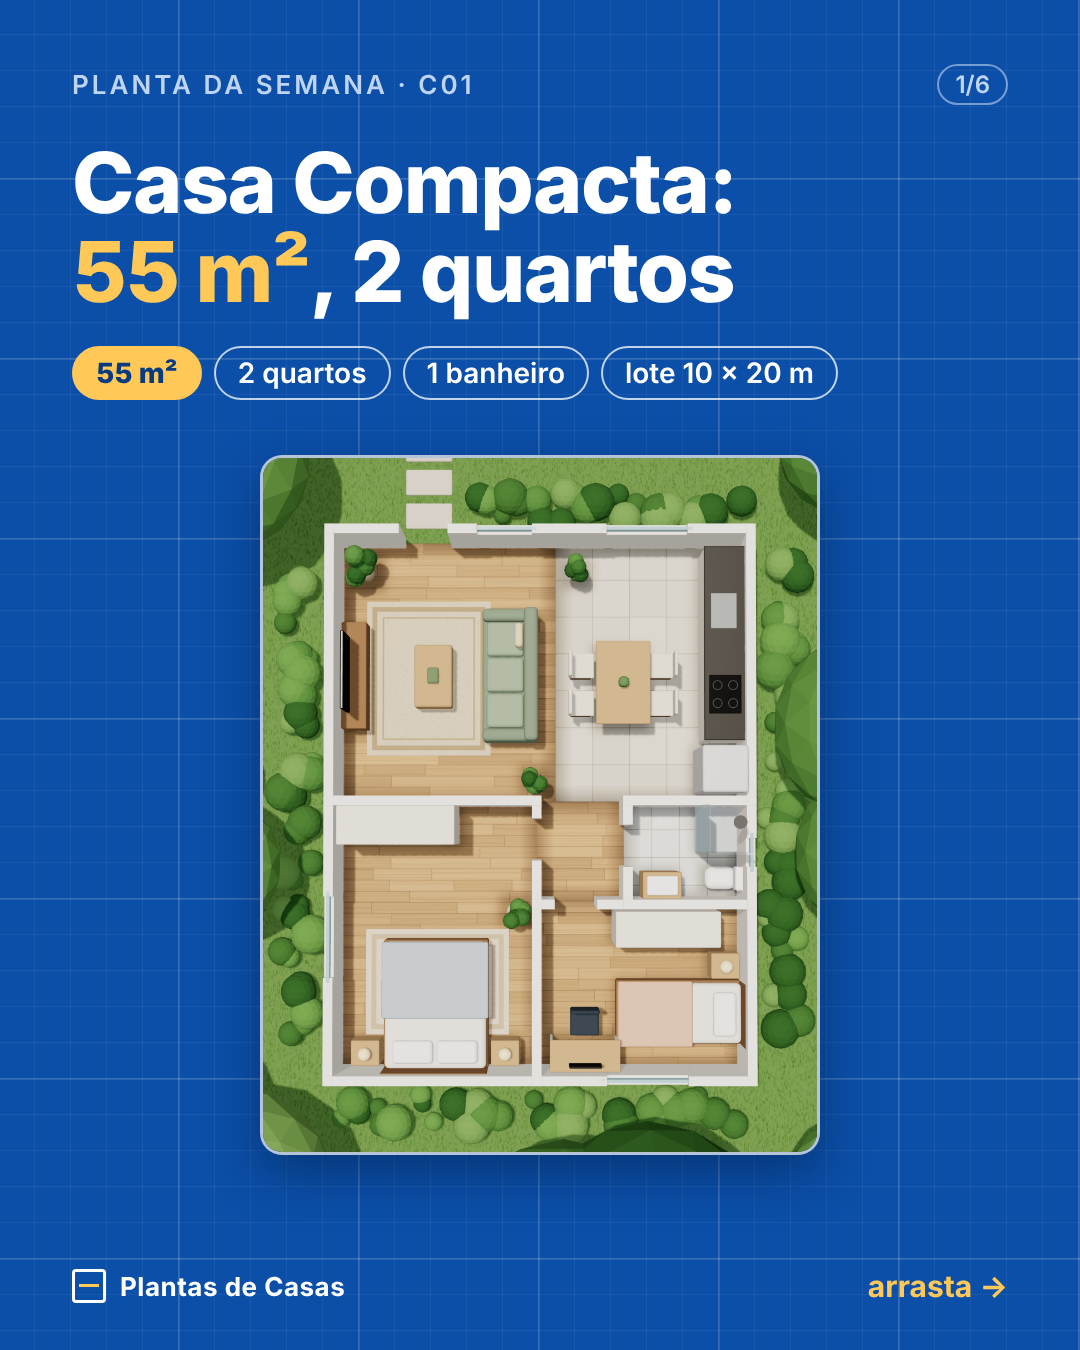 PLANTA DA SEMANA · C01
1/6
Casa Compacta:
55 m², 2 quartos
55 m²
2 quartos
1 banheiro
lote 10 × 20 m
Plantas de Casas
arrasta →